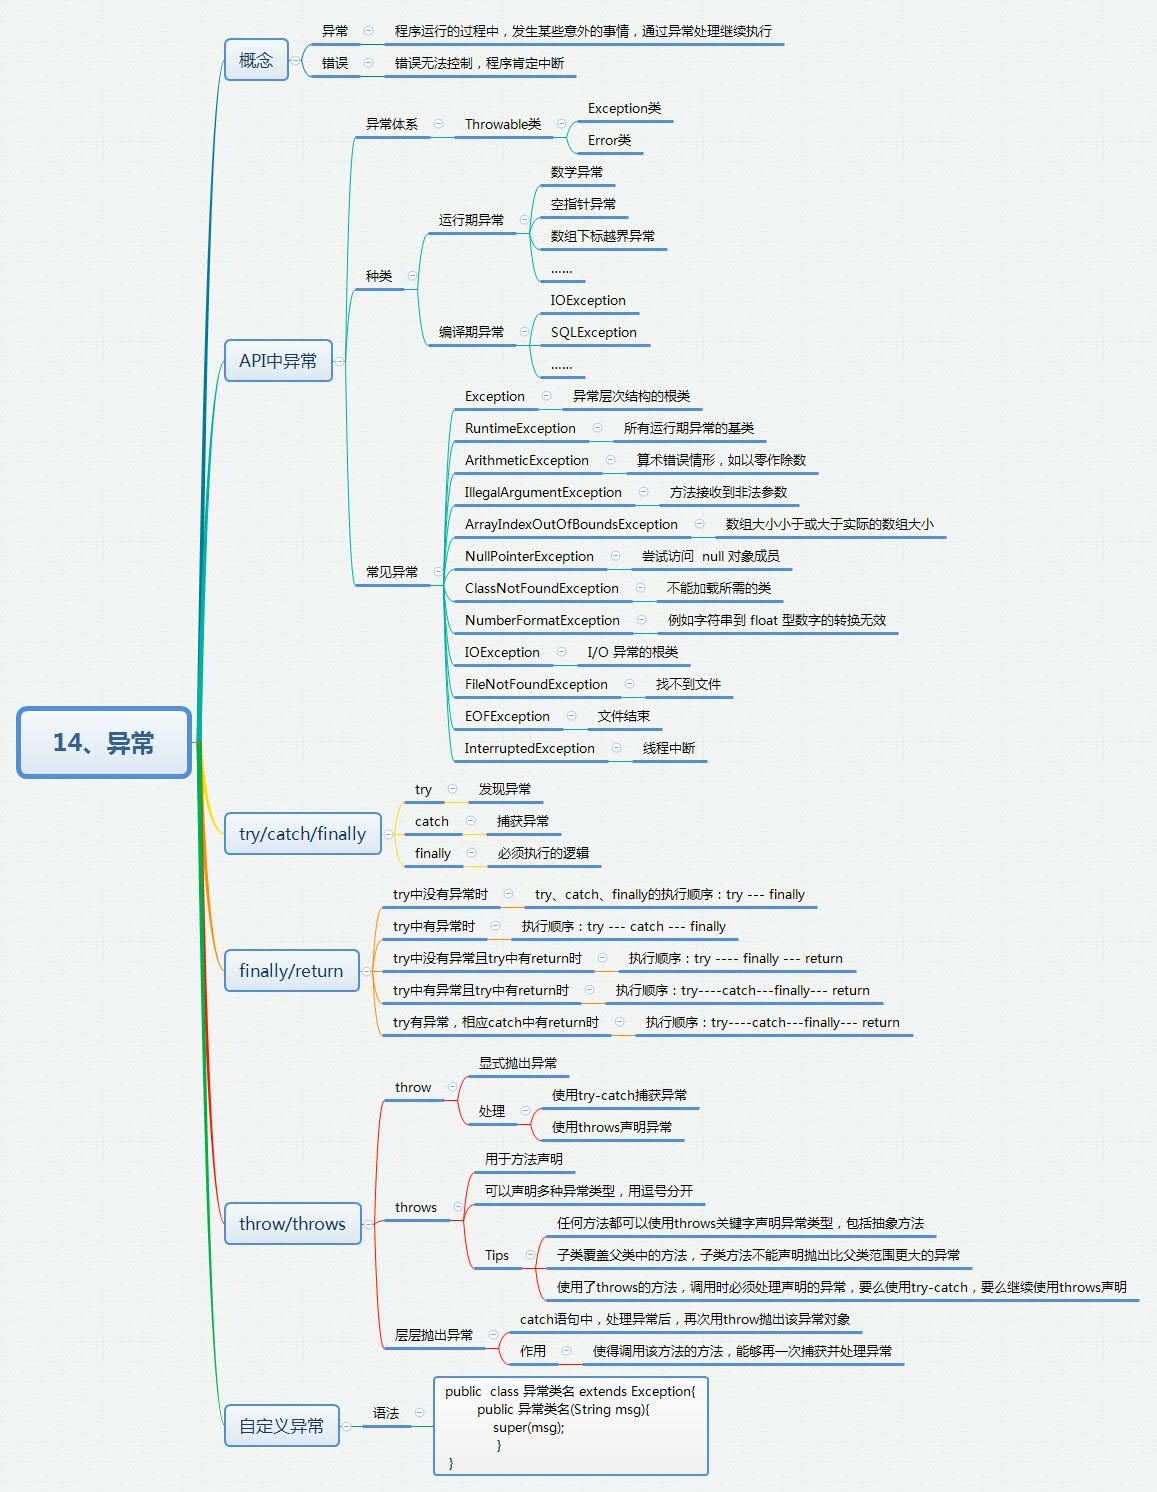 14、异常
概念
异常
程序运行的过程中，发生某些意外的事情，通过异常处理继续执行
错误
错误无法控制，程序肯定中断
API中异常
异常体系
Throwable类
Exception类
Error类
种类
运行期异常
数学异常
空指针异常
数组下标越界异常
......
编译期异常
IOException
SQLException
......
常见异常
Exception
异常层次结构的根类
RuntimeException
所有运行期异常的基类
ArithmeticException
算术错误情形，如以零作除数
IllegalArgumentException
方法接收到非法参数
ArrayIndexOutOfBoundsException
数组大小小于或大于实际的数组大小
NullPointerException
尝试访问 null 对象成员
ClassNotFoundException
不能加载所需的类
NumberFormatException
例如字符串到 float 型数字的转换无效
IOException
I/O 异常的根类
FileNotFoundException
找不到文件
EOFException
文件结束
InterruptedException
线程中断
try/catch/finally
try
发现异常
catch
捕获异常
finally
必须执行的逻辑
finally/return
try中没有异常时
try、catch、finally的执行顺序：try --- finally
try中有异常时
执行顺序：try --- catch --- finally
try中没有异常且try中有return时
执行顺序：try ---- finally --- return
try中有异常且try中有return时
执行顺序：try----catch---finally--- return
try有异常，相应catch中有return时
执行顺序：try----catch---finally--- return
throw/throws
throw
显式抛出异常
处理
使用try-catch捕获异常
使用throws声明异常
throws
用于方法声明
可以声明多种异常类型，用逗号分开
Tips
任何方法都可以使用throws关键字声明异常类型，包括抽象方法
子类覆盖父类中的方法，子类方法不能声明抛出比父类范围更大的异常
使用了throws的方法，调用时必须处理声明的异常，要么使用try-catch，要么继续使用throws声明
层层抛出异常
catch语句中，处理异常后，再次用throw抛出该异常对象
作用
使得调用该方法的方法，能够再一次捕获并处理异常
自定义异常
语法
public class 异常类名 extends Exception{
public 异常类名(String msg){
super(msg);
}
}